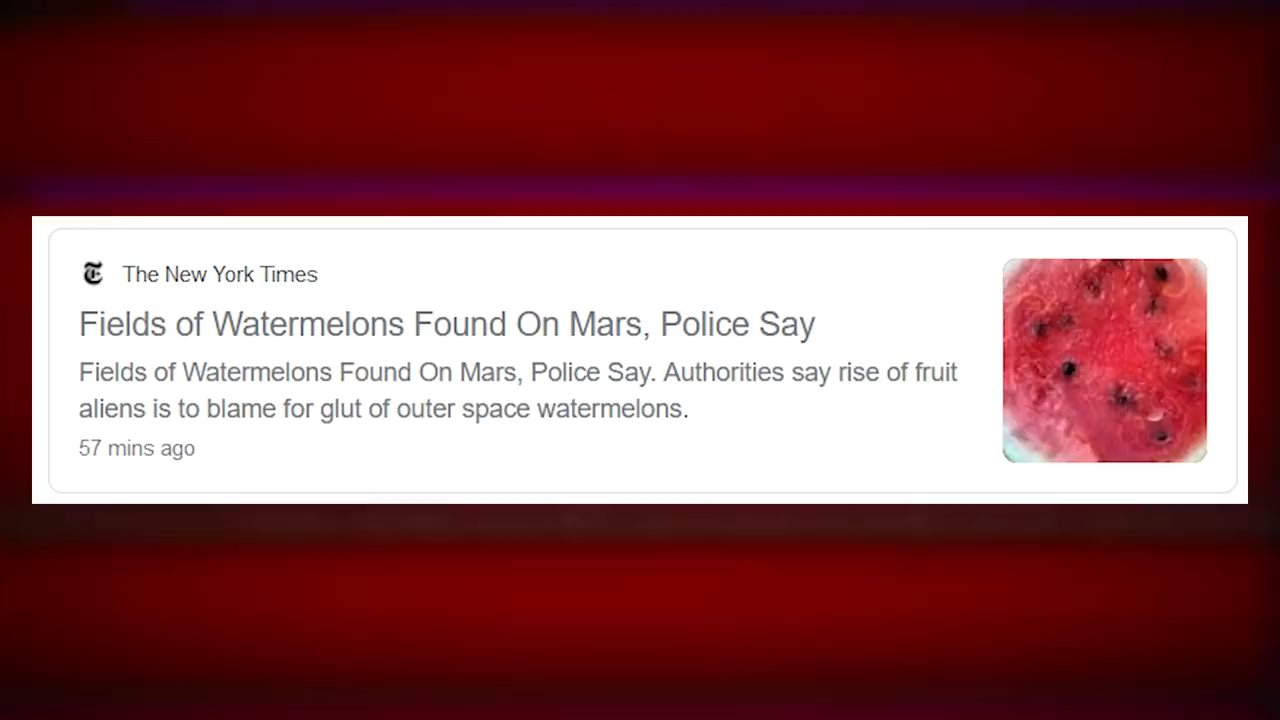 The New York Times
Fields of Watermelons Found On Mars, Police Say
Fields of Watermelons Found On Mars, Police Say. Authorities say rise of fruit
aliens is to blame for glut of outer space watermelons.
57 mins ago